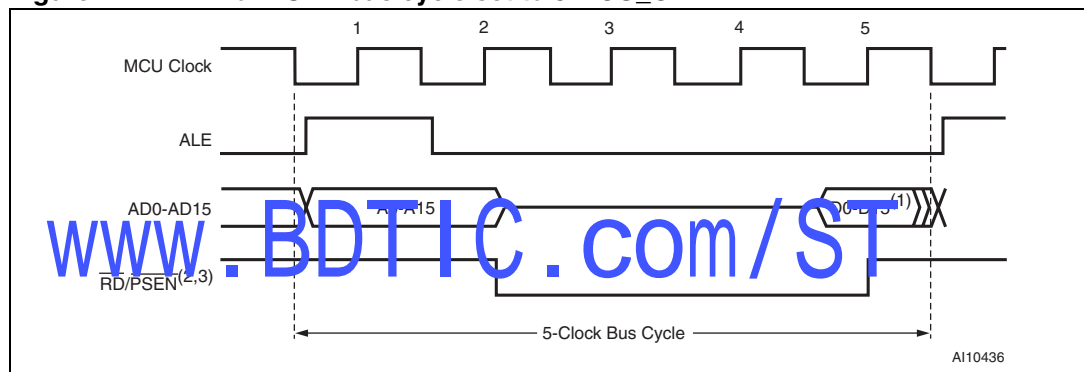 1 2 3 4 5
MCU Clock
ALE
AD0-AD15
www.BDTIC.com/ST
RD/PSEN(2,3)
5-Clock Bus Cycle
AI10436